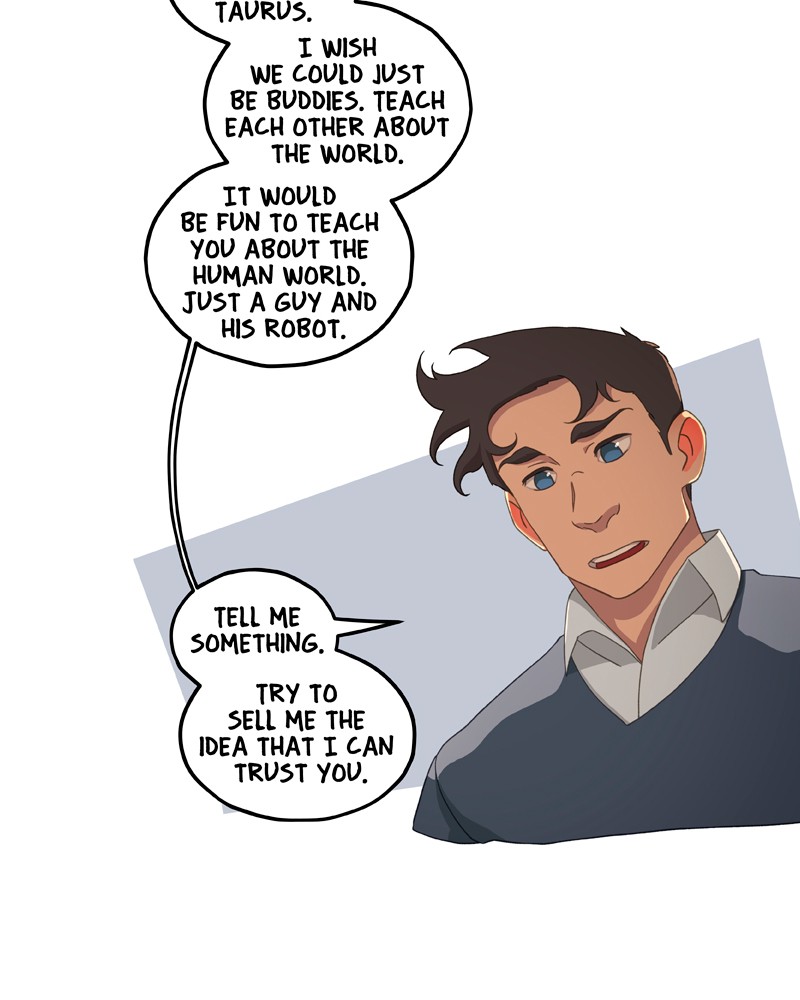 TAURUS.
I WISH
WE COULD JUST
BE BUDDIES. TEACH
EACH OTHER ABOUT
THE WORLD.
IT WOULD
BE FUN TO TEACH
YOU ABOUT THE
HUMAN WORLD.
JUST A GUY AND
HIS ROBOT.
TELL ME
SOMETHING.
TRY TO
SELL ME THE
IDEA THAT I CAN
TRUST YOU.